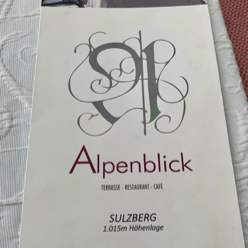 Alpenblick
TERRASSE - RESTAURANT - CAFÉ
SULZBERG
1.015m Höhenlage